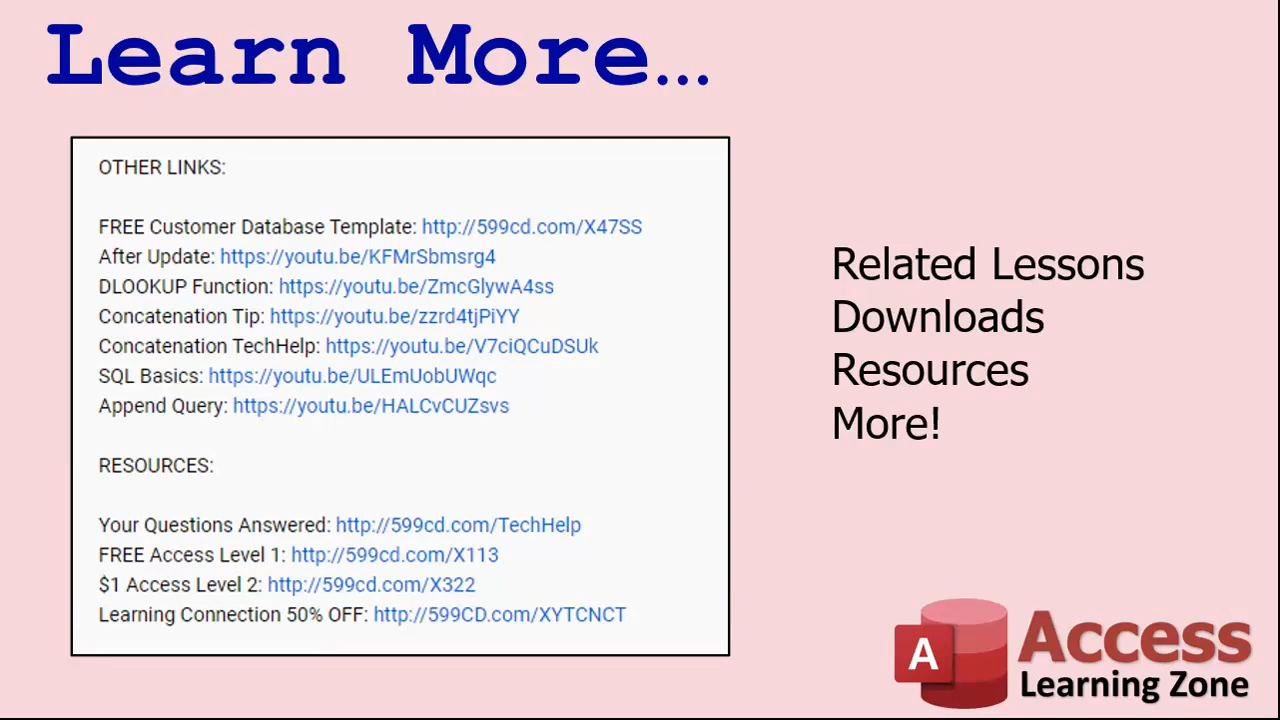 Learn More...
OTHER LINKS:
FREE Customer Database Template: http://599cd.com/X47SS
After Update: https://youtu.be/KFMrSbmsrg4
DLOOKUP Function: https://youtu.be/ZmcGlywA4ss
Concatenation Tip: https://youtu.be/zzrd4tjPiYY
Concatenation TechHelp: https://youtu.be/V7ciQCuDSUk
SQL Basics: https://youtu.be/ULEmUobUWqc
Append Query: https://youtu.be/HALCvCUZsvs
RESOURCES:
Your Questions Answered: http://599cd.com/TechHelp
FREE Access Level 1: http://599cd.com/X113
$1 Access Level 2: http://599cd.com/X322
Learning Connection 50% OFF: http://599CD.com/XYTCNCT
Related Lessons
Downloads
Resources
More!
A
Access
Learning Zone